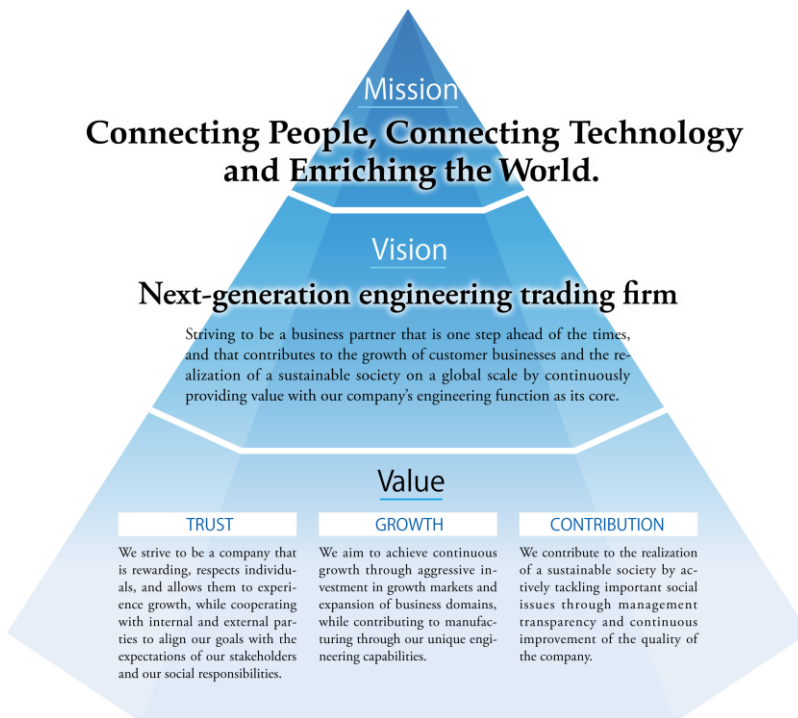 Mission
Connecting People, Connecting Technology
and Enriching the World.
Vision
Next-generation engineering trading firm
Striving to be a business partner that is one step ahead of the times,
and that contributes to the growth of customer businesses and the re-
alization of a sustainable society on a global scale by continuously
providing value with our company's engineering function as its core.
Value
TRUST
We strive to be a company that
is rewarding, respects individu-
als, and allows them to experi-
ence growth, while cooperating
with internal and external par-
ties to align our goals with the
expectations of our stakeholders
and our social responsibilities.
GROWTH
We aim to achieve continuous
growth through aggressive in-
vestment in growth markets and
expansion of business domains,
while contributing to manufac-
turing through our unique engi-
neering capabilities.
CONTRIBUTION
We contribute to the realization
of a sustainable society by ac-
tively tackling important social
issues through management
transparency and continuous
improvement of the quality of
the company.